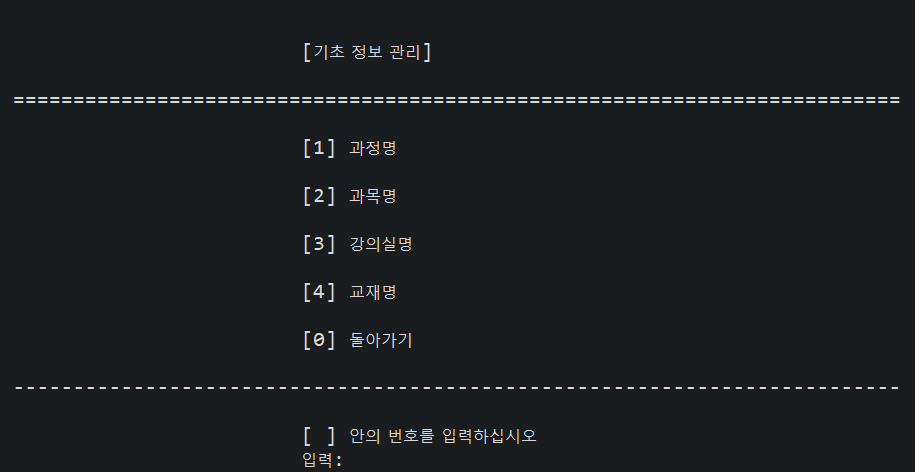 [기초 정보 관리]
==========================================================================
[1] 과정명
[2] 과목명
[3] 강의실명
[4] 교재명
[0] 돌아가기
--------------------------------------------------------------------------
[ ] 안의 번호를 입력하십시오
입력: